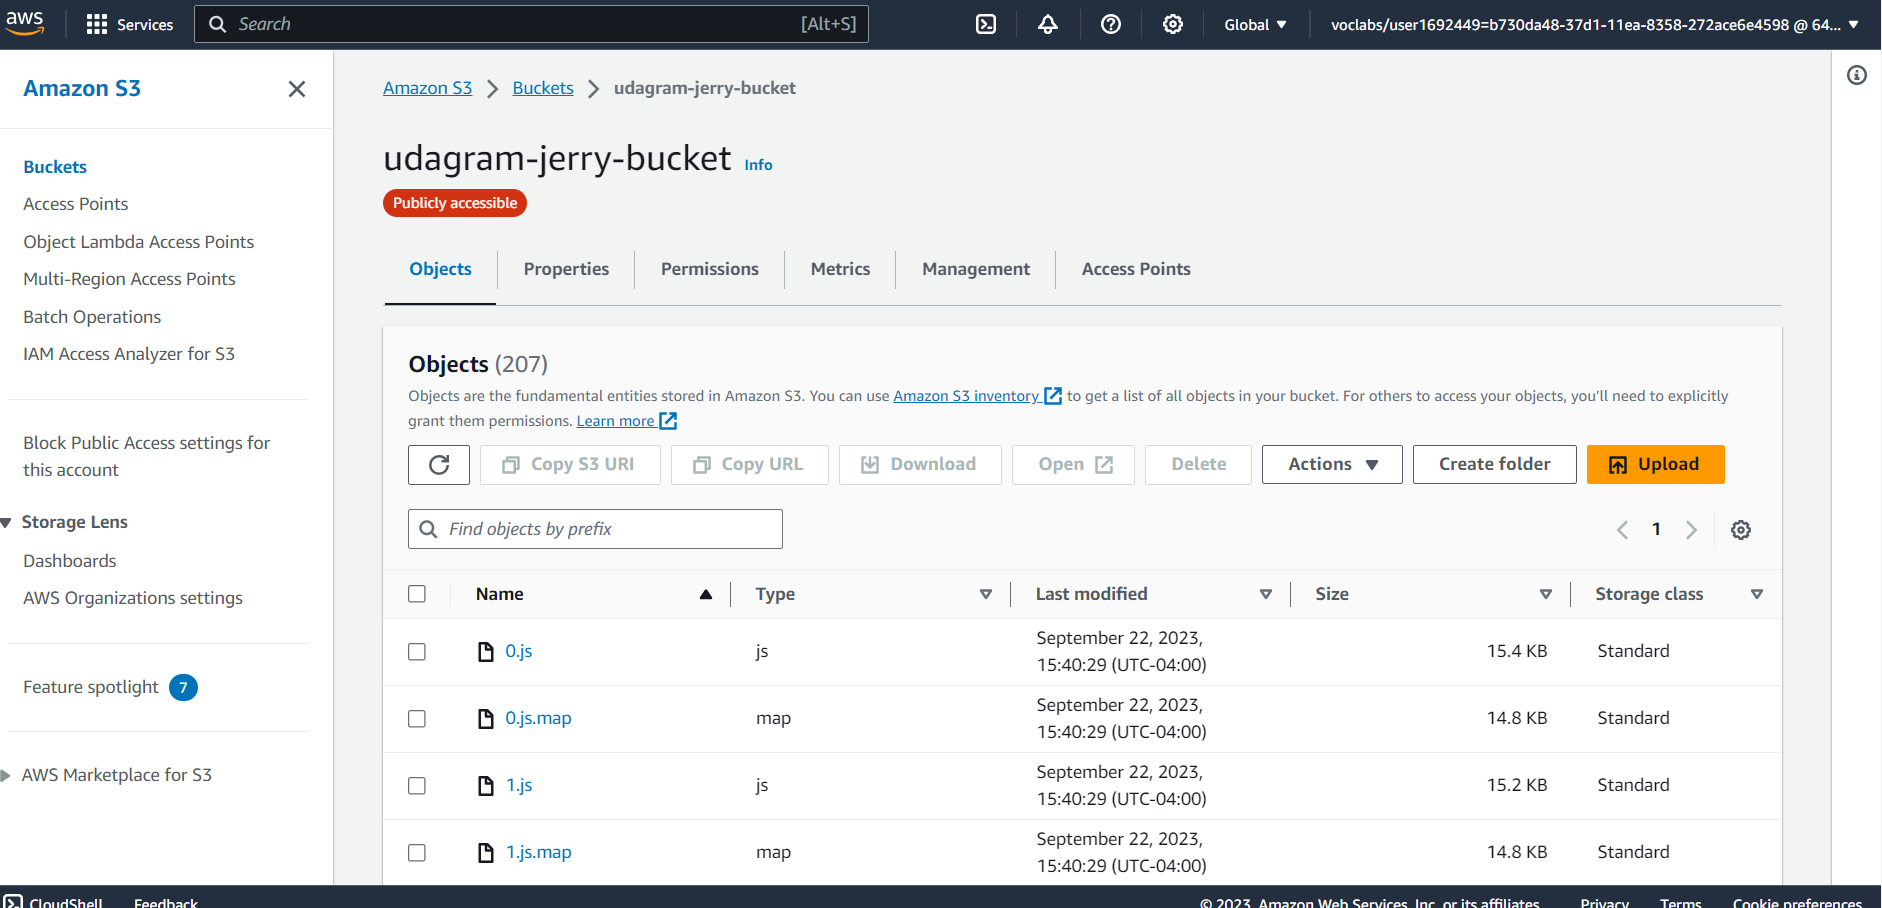 aws
Services
Search [Alt+S]
Global
voclabs/user1692449=b730da48-37d1-11ea-8358-272ace6e4598 @ 64...
Amazon S3
Buckets
Access Points
Object Lambda Access Points
Multi-Region Access Points
Batch Operations
IAM Access Analyzer for S3
Block Public Access settings for
this account
Storage Lens
Dashboards
AWS Organizations settings
Feature spotlight 7
AWS Marketplace for S3
Amazon S3 > Buckets > udagram-jerry-bucket
udagram-jerry-bucket Info
Publicly accessible
Objects Properties Permissions Metrics Management Access Points
Objects (207)
Objects are the fundamental entities stored in Amazon S3. You can use Amazon S3 inventory to get a list of all objects in your bucket. For others to access your objects, you'll need to explicitly
grant them permissions. Learn more
Copy S3 URI Copy URL Download Open Delete Actions Create folder Upload
Find objects by prefix
1
Name Type Last modified Size Storage class
0.js js September 22, 2023, 15.4 KB Standard
15:40:29 (UTC-04:00)
0.js.map map September 22, 2023, 14.8 KB Standard
15:40:29 (UTC-04:00)
1.js js September 22, 2023, 15.2 KB Standard
15:40:29 (UTC-04:00)
1.js.map map September 22, 2023, 14.8 KB Standard
15:40:29 (UTC-04:00)
CloudShell Feedback © 2023, Amazon Web Services, Inc. or its affiliates. Privacy Terms Cookie preferences